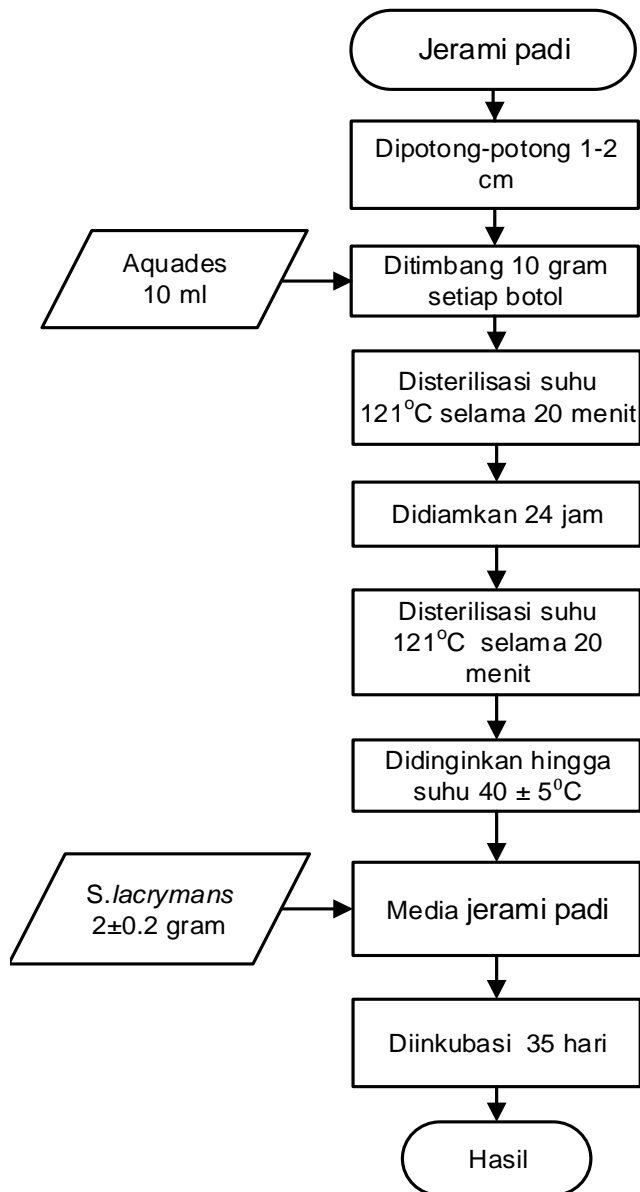 Jerami padi
Dipotong-potong 1-2
cm
Aquades
10 ml
Ditimbang 10 gram
setiap botol
Disterilisasi suhu
121°C selama 20 menit
Didiamkan 24 jam
Disterilisasi suhu
121°C selama 20
menit
Didinginkan hingga
suhu 40 ± 5⁰C
S.lacrymans
2±0.2 gram
Media jerami padi
Diinkubasi 35 hari
Hasil